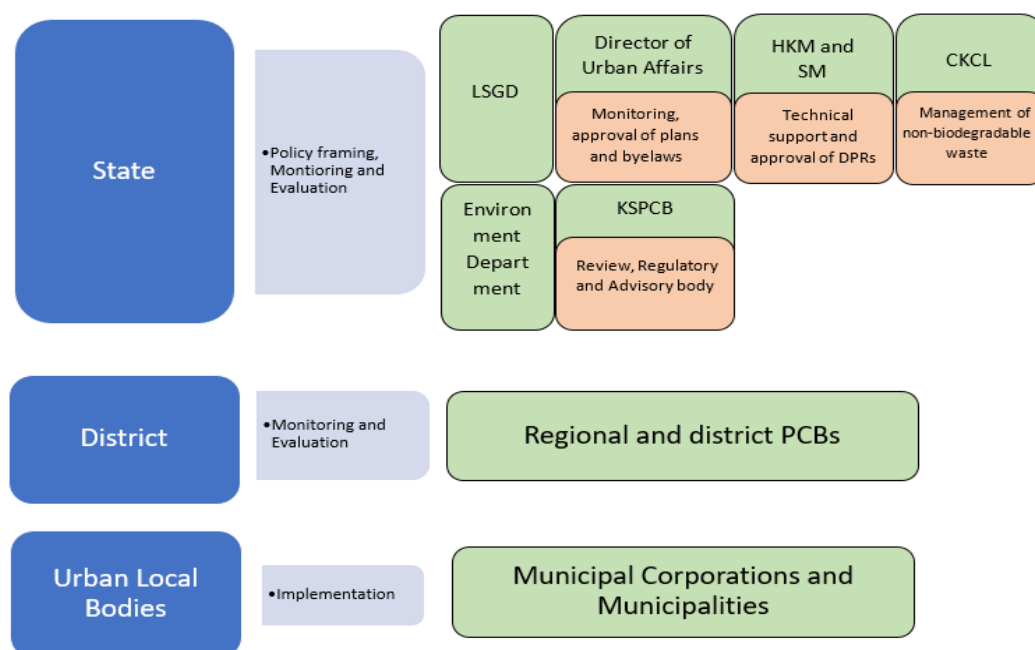 State
•Policy framing,
Montioring and
Evaluation
LSGD
Director of
Urban Affairs
Monitoring,
approval of plans
and byelaws
HKM and
SM
Technical
support and
approval of DPRs
CKCL
Management of
non-biodegradable
waste
Environ
ment
Depart
ment
KSPCB
Review, Regulatory
and Advisory body
District
•Monitoring and
Evaluation
Regional and district PCBs
Urban Local
Bodies
•Implementation
Municipal Corporations and
Municipalities